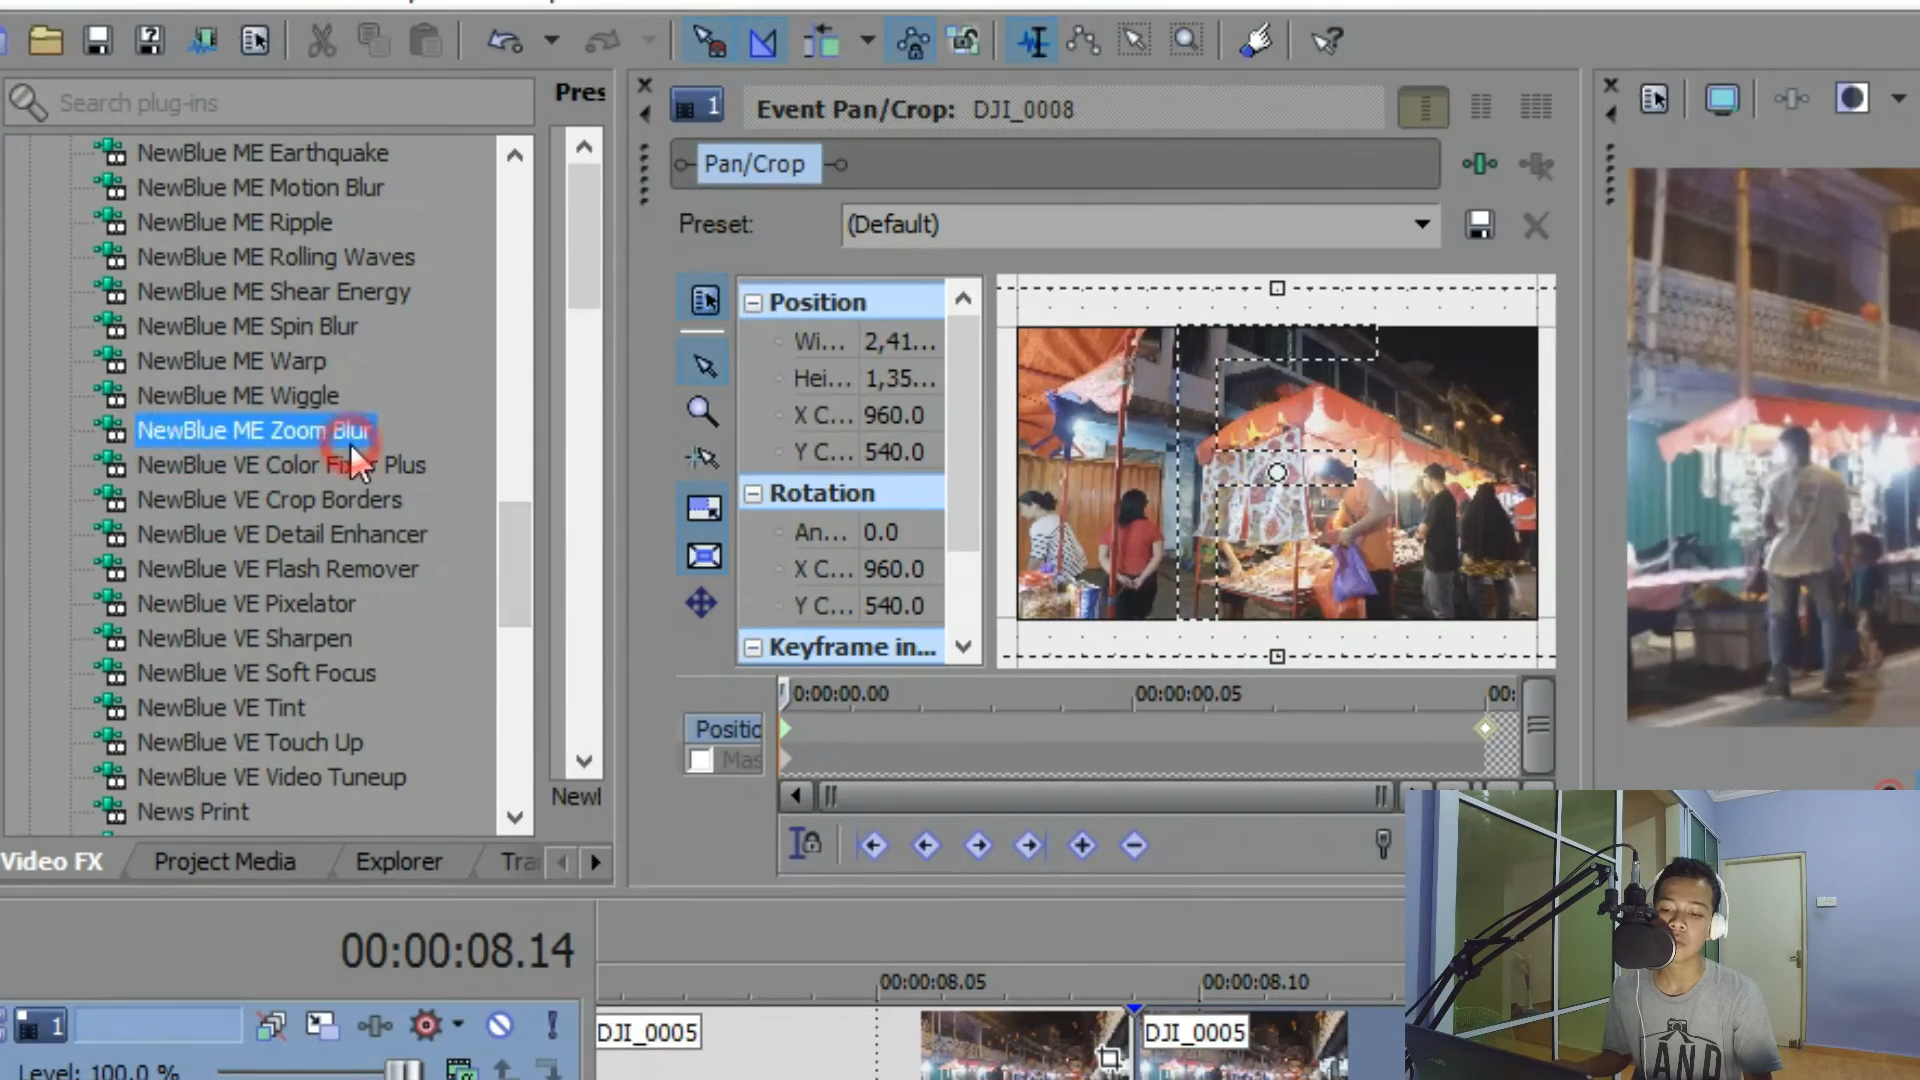 Search plug-ins
Pres
NewBlue ME Earthquake
NewBlue ME Motion Blur
NewBlue ME Ripple
NewBlue ME Rolling Waves
NewBlue ME Shear Energy
NewBlue ME Spin Blur
NewBlue ME Warp
NewBlue ME Wiggle
NewBlue ME Zoom Blur
NewBlue VE Color Fixer Plus
NewBlue VE Crop Borders
NewBlue VE Detail Enhancer
NewBlue VE Flash Remover
NewBlue VE Pixelator
NewBlue VE Sharpen
NewBlue VE Soft Focus
NewBlue VE Tint
NewBlue VE Touch Up
NewBlue VE Video Tuneup
News Print
Newl
Video FX
Project Media
Explorer
Tra
1
Event Pan/Crop: DJI_0008
Pan/Crop
Preset:
(Default)
Position
Wi... 2,41...
Hei... 1,35...
X C... 960.0
Y C... 540.0
Rotation
An... 0.0
X C... 960.0
Y C... 540.0
Keyframe in...
0:00:00.00
00:00:00.05
00:
Positio
Mas
00:00:08.14
00:00:08.05
00:00:08.10
1
Level: 100.0 %
DJI_0005
DJI_0005
AND